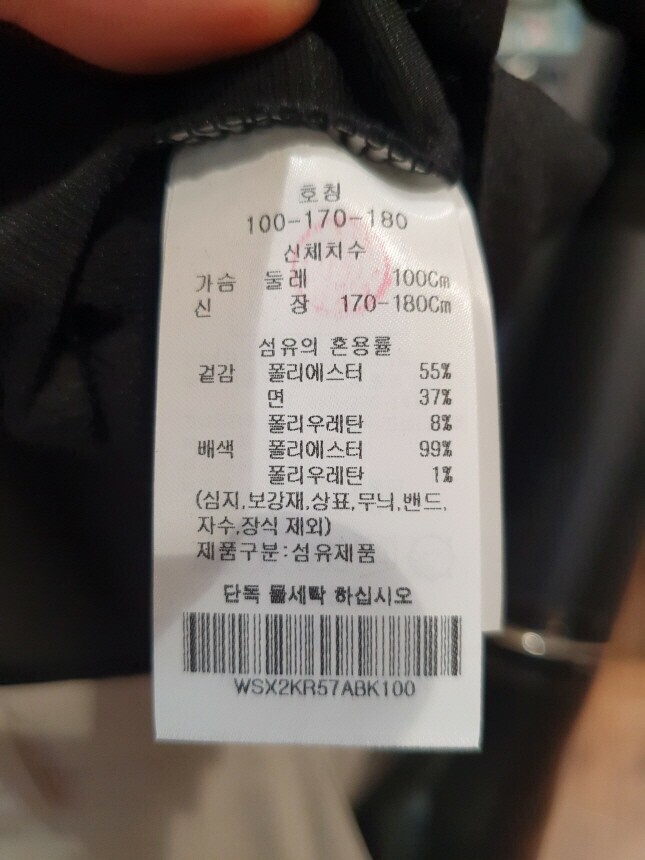 호칭
100-170-180
신체치수
가슴 둘레 100Cm
신 장 170-180Cm
섬유의 혼용률
겉감 폴리에스터 55%
면 37%
폴리우레탄 8%
배색 폴리에스터 99%
폴리우레탄 1%
(심지,보강재,상표,무늬,밴드,
자수,장식 제외)
제품구분:섬유제품
단독 물세탁 하십시오
WSX2KR57ABK100